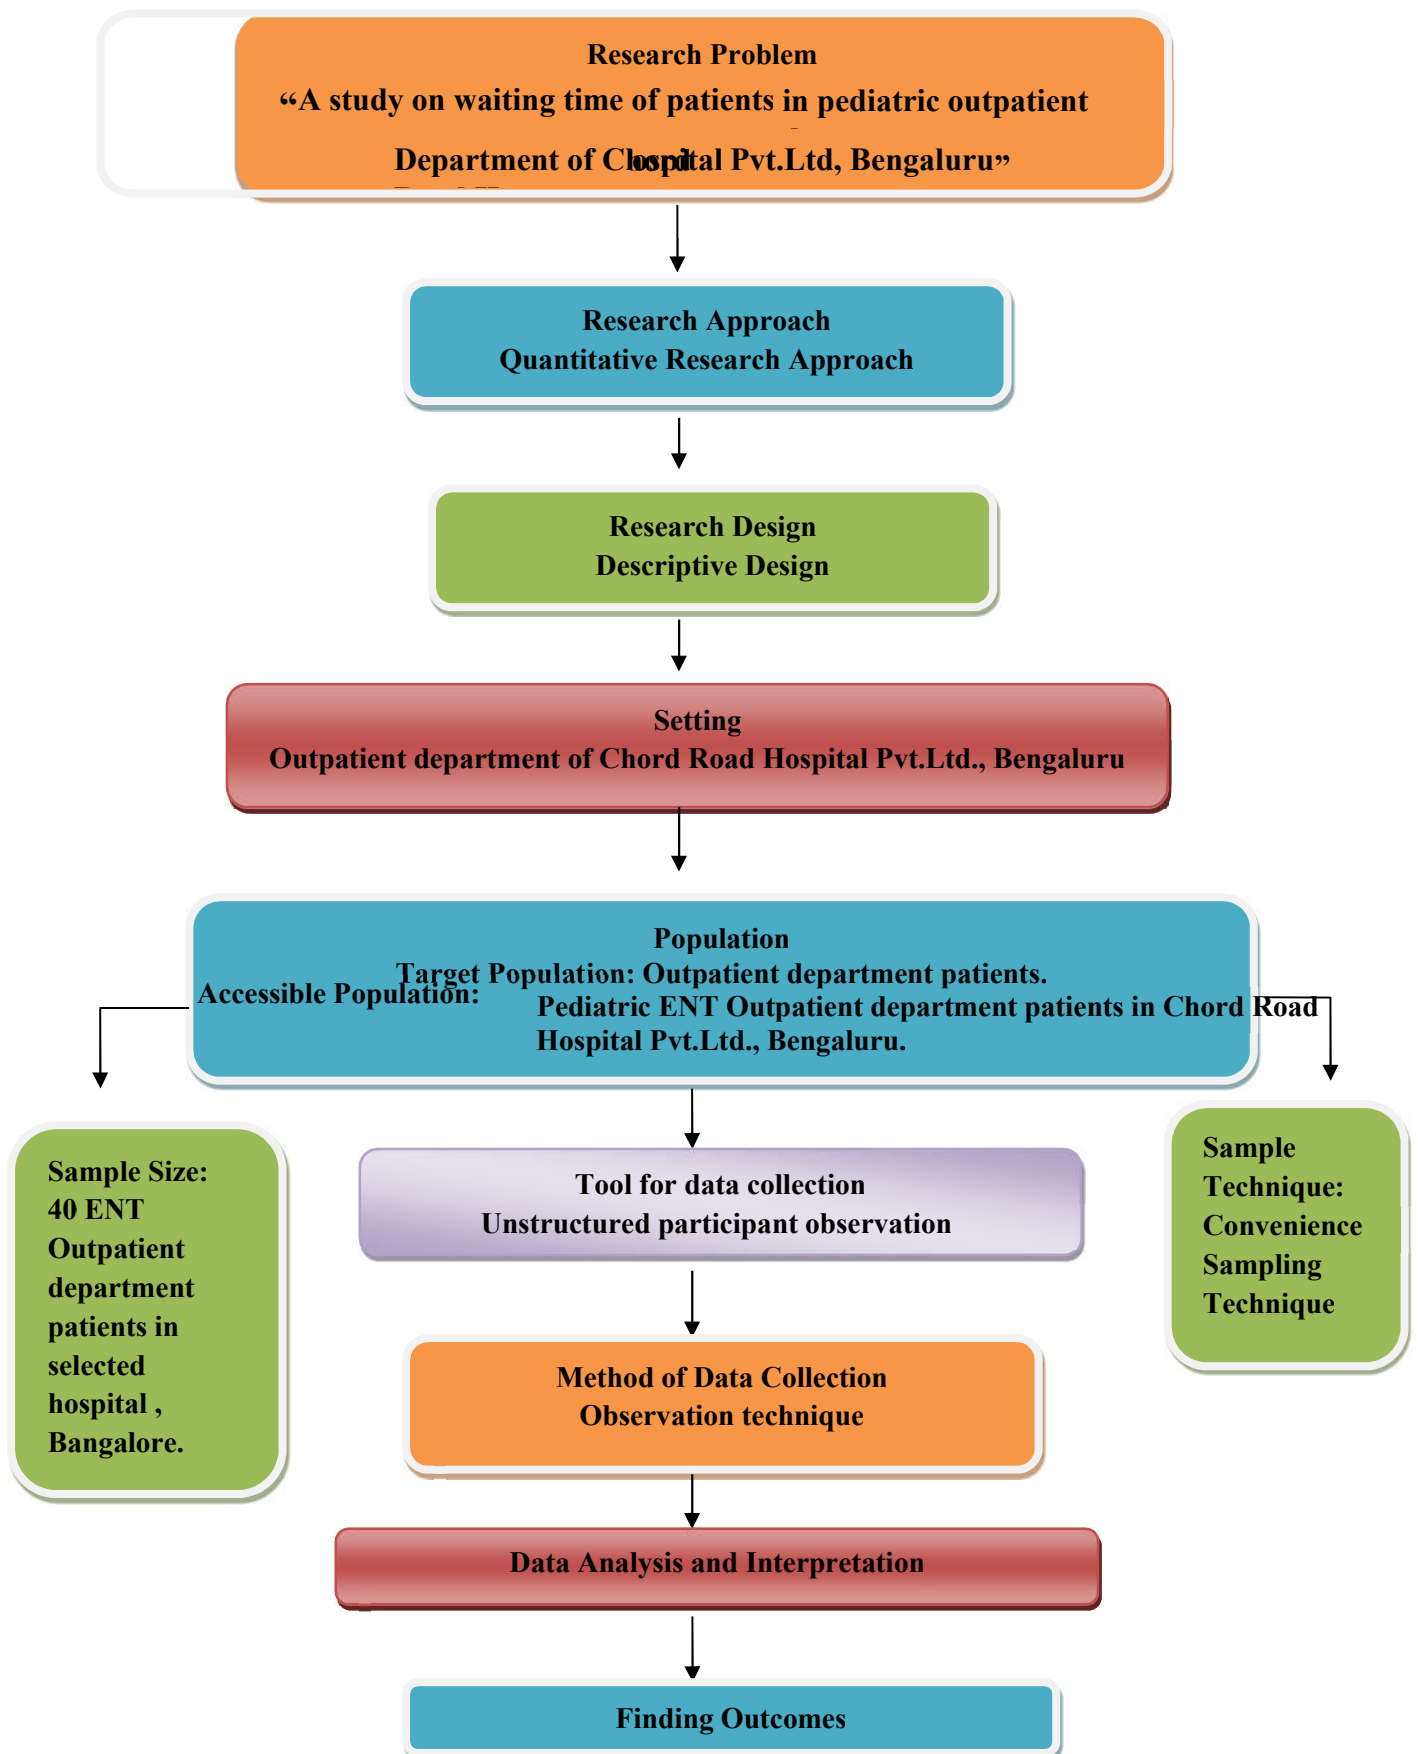 Research Problem
“A study on waiting time of patients in pediatric outpatient
Department of Chospital Pvt.Ltd, Bengaluru”
Research Approach
Quantitative Research Approach
Research Design
Descriptive Design
Setting
Outpatient department of Chord Road Hospital Pvt.Ltd., Bengaluru
Population
Target Population: Outpatient department patients.
Accessible Population:
Pediatric ENT Outpatient department patients in Chord Road
Hospital Pvt.Ltd., Bengaluru.
Sample Size:
40 ENT
Outpatient
department
patients in
selected
hospital ,
Bangalore.
Tool for data collection
Unstructured participant observation
Sample
Technique:
Convenience
Sampling
Technique
Method of Data Collection
Observation technique
Data Analysis and Interpretation
Finding Outcomes